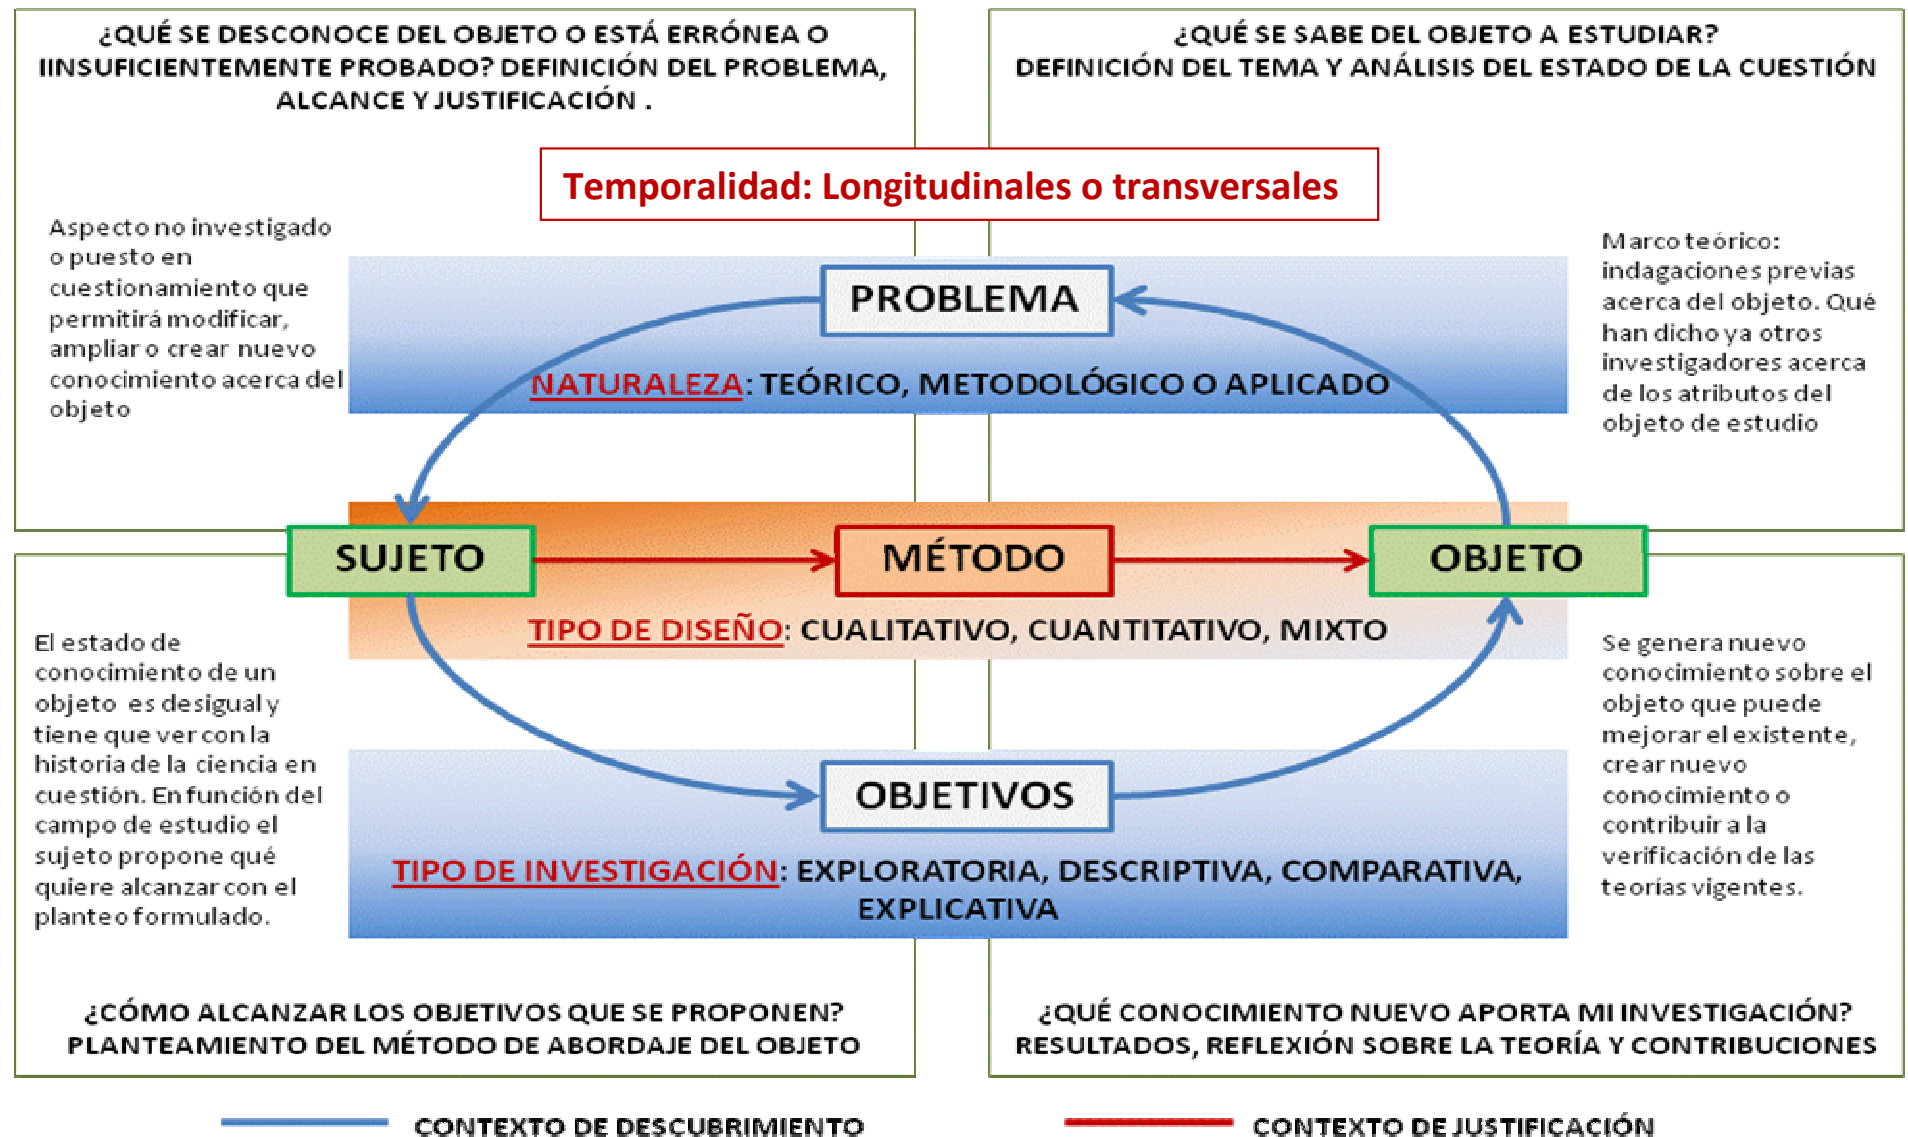 ¿QUÉ SE DESCONOCE DEL OBJETO O ESTÁ ERRÓNEA O
IINSUFICIENTEMENTE PROBADO? DEFINICIÓN DEL PROBLEMA,
ALCANCE Y JUSTIFICACIÓN .
¿QUÉ SE SABE DEL OBJETO A ESTUDIAR?
DEFINICIÓN DEL TEMA Y ANÁLISIS DEL ESTADO DE LA CUESTIÓN
Temporalidad: Longitudinales o transversales
Aspecto no investigado
o puesto en
cuestionamiento que
permitirá modificar,
ampliar o crear nuevo
conocimiento acerca del
objeto
PROBLEMA
NATURALEZA: TEÓRICO, METODOLÓGICO O APLICADO
Marco teórico:
indagaciones previas
acerca del objeto. Qué
han dicho ya otros
investigadores acerca
de los atributos del
objeto de estudio
SUJETO
MÉTODO
OBJETO
TIPO DE DISEÑO: CUALITATIVO, CUANTITATIVO, MIXTO
El estado de
conocimiento de un
objeto es desigual y
tiene que ver con la
historia de la ciencia en
cuestión. En función del
campo de estudio el
sujeto propone qué
quiere alcanzar con el
planteo formulado.
OBJETIVOS
TIPO DE INVESTIGACIÓN: EXPLORATORIA, DESCRIPTIVA, COMPARATIVA,
EXPLICATIVA
Se genera nuevo
conocimiento sobre el
objeto que puede
mejorar el existente,
crear nuevo
conocimiento o
contribuir a la
verificación de las
teorías vigentes.
¿CÓMO ALCANZAR LOS OBJETIVOS QUE SE PROPONEN?
PLANTEAMIENTO DEL MÉTODO DE ABORDAJE DEL OBJETO
¿QUÉ CONOCIMIENTO NUEVO APORTA MI INVESTIGACIÓN?
RESULTADOS, REFLEXIÓN SOBRE LA TEORÍA Y CONTRIBUCIONES
CONTEXTO DE DESCUBRIMIENTO
CONTEXTO DE JUSTIFICACIÓN